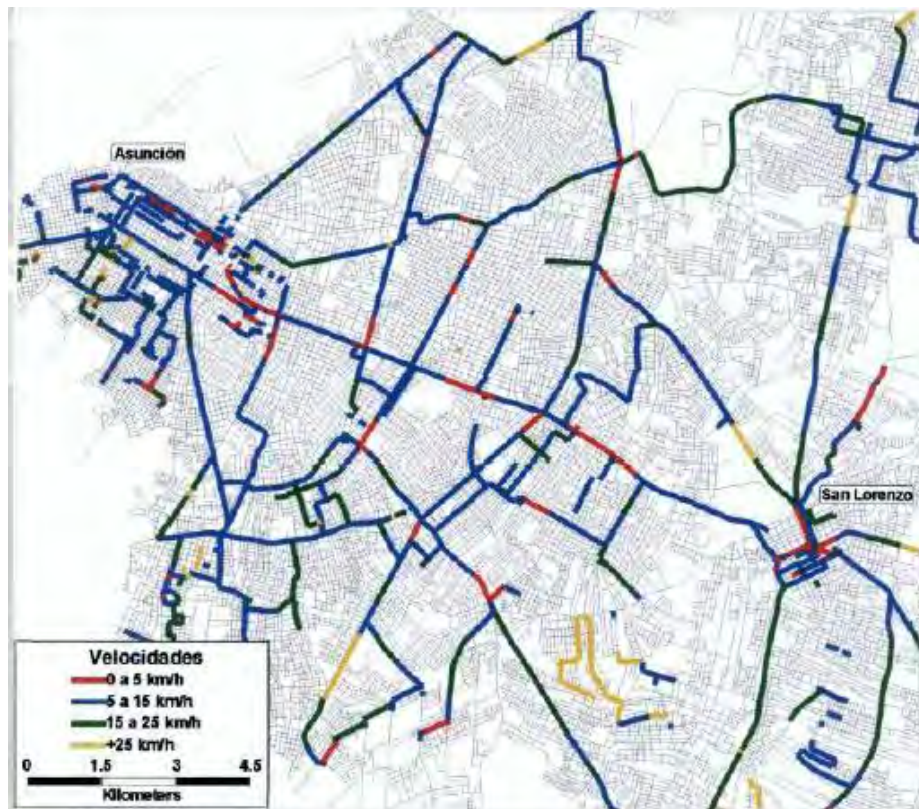 Asunción
San Lorenzo
Velocidades
0 a 5 km/h
5 a 15 km/h
15 a 25 km/h
+25 km/h
0 1.5 3 4.5
Kilometers